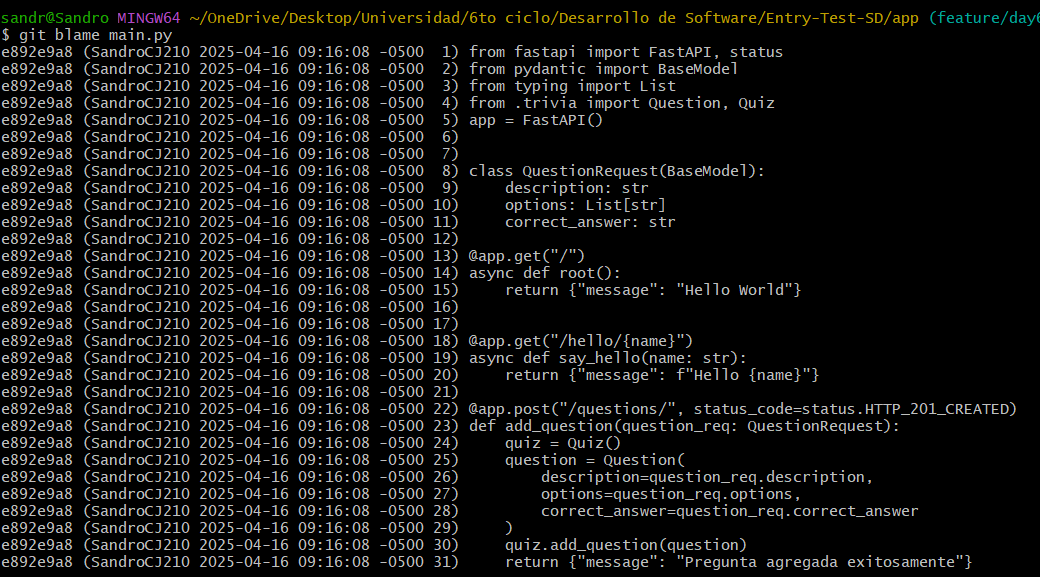 sandr@Sandro MINGW64 ~/OneDrive/Desktop/Universidad/6to ciclo/Desarrollo de Software/Entry-Test-SD/app (feature/day6
$ git blame main.py
e892e9a8 (SandroCJ210 2025-04-16 09:16:08 -0500  1) from fastapi import FastAPI, status
e892e9a8 (SandroCJ210 2025-04-16 09:16:08 -0500  2) from pydantic import BaseModel
e892e9a8 (SandroCJ210 2025-04-16 09:16:08 -0500  3) from typing import List
e892e9a8 (SandroCJ210 2025-04-16 09:16:08 -0500  4) from .trivia import Question, Quiz
e892e9a8 (SandroCJ210 2025-04-16 09:16:08 -0500  5) app = FastAPI()
e892e9a8 (SandroCJ210 2025-04-16 09:16:08 -0500  6)
e892e9a8 (SandroCJ210 2025-04-16 09:16:08 -0500  7)
e892e9a8 (SandroCJ210 2025-04-16 09:16:08 -0500  8) class QuestionRequest(BaseModel):
e892e9a8 (SandroCJ210 2025-04-16 09:16:08 -0500  9)     description: str
e892e9a8 (SandroCJ210 2025-04-16 09:16:08 -0500 10)     options: List[str]
e892e9a8 (SandroCJ210 2025-04-16 09:16:08 -0500 11)     correct_answer: str
e892e9a8 (SandroCJ210 2025-04-16 09:16:08 -0500 12)
e892e9a8 (SandroCJ210 2025-04-16 09:16:08 -0500 13) @app.get("/")
e892e9a8 (SandroCJ210 2025-04-16 09:16:08 -0500 14) async def root():
e892e9a8 (SandroCJ210 2025-04-16 09:16:08 -0500 15)     return {"message": "Hello World"}
e892e9a8 (SandroCJ210 2025-04-16 09:16:08 -0500 16)
e892e9a8 (SandroCJ210 2025-04-16 09:16:08 -0500 17)
e892e9a8 (SandroCJ210 2025-04-16 09:16:08 -0500 18) @app.get("/hello/{name}")
e892e9a8 (SandroCJ210 2025-04-16 09:16:08 -0500 19) async def say_hello(name: str):
e892e9a8 (SandroCJ210 2025-04-16 09:16:08 -0500 20)     return {"message": f"Hello {name}"}
e892e9a8 (SandroCJ210 2025-04-16 09:16:08 -0500 21)
e892e9a8 (SandroCJ210 2025-04-16 09:16:08 -0500 22) @app.post("/questions/", status_code=status.HTTP_201_CREATED)
e892e9a8 (SandroCJ210 2025-04-16 09:16:08 -0500 23) def add_question(question_req: QuestionRequest):
e892e9a8 (SandroCJ210 2025-04-16 09:16:08 -0500 24)     quiz = Quiz()
e892e9a8 (SandroCJ210 2025-04-16 09:16:08 -0500 25)     question = Question(
e892e9a8 (SandroCJ210 2025-04-16 09:16:08 -0500 26)         description=question_req.description,
e892e9a8 (SandroCJ210 2025-04-16 09:16:08 -0500 27)         options=question_req.options,
e892e9a8 (SandroCJ210 2025-04-16 09:16:08 -0500 28)         correct_answer=question_req.correct_answer
e892e9a8 (SandroCJ210 2025-04-16 09:16:08 -0500 29)     )
e892e9a8 (SandroCJ210 2025-04-16 09:16:08 -0500 30)     quiz.add_question(question)
e892e9a8 (SandroCJ210 2025-04-16 09:16:08 -0500 31)     return {"message": "Pregunta agregada exitosamente"}